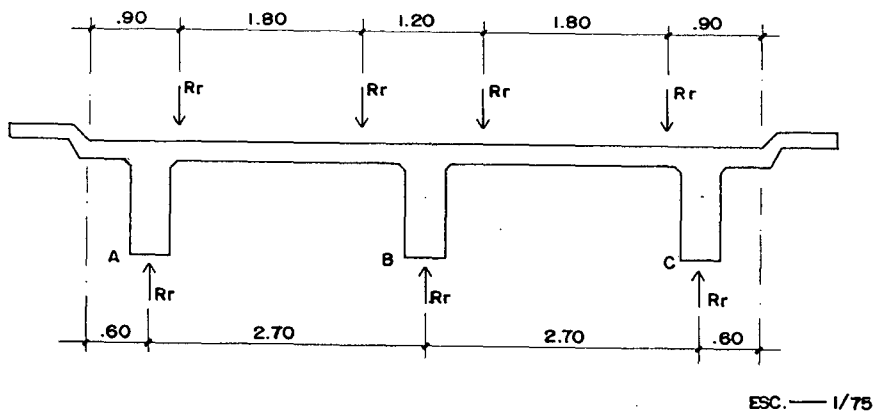 .90 1.80 1.20 1.80 .90
Rr Rr Rr Rr
A B C
Rr Rr Rr
.60 2.70 2.70 .60
ESC. — 1/75